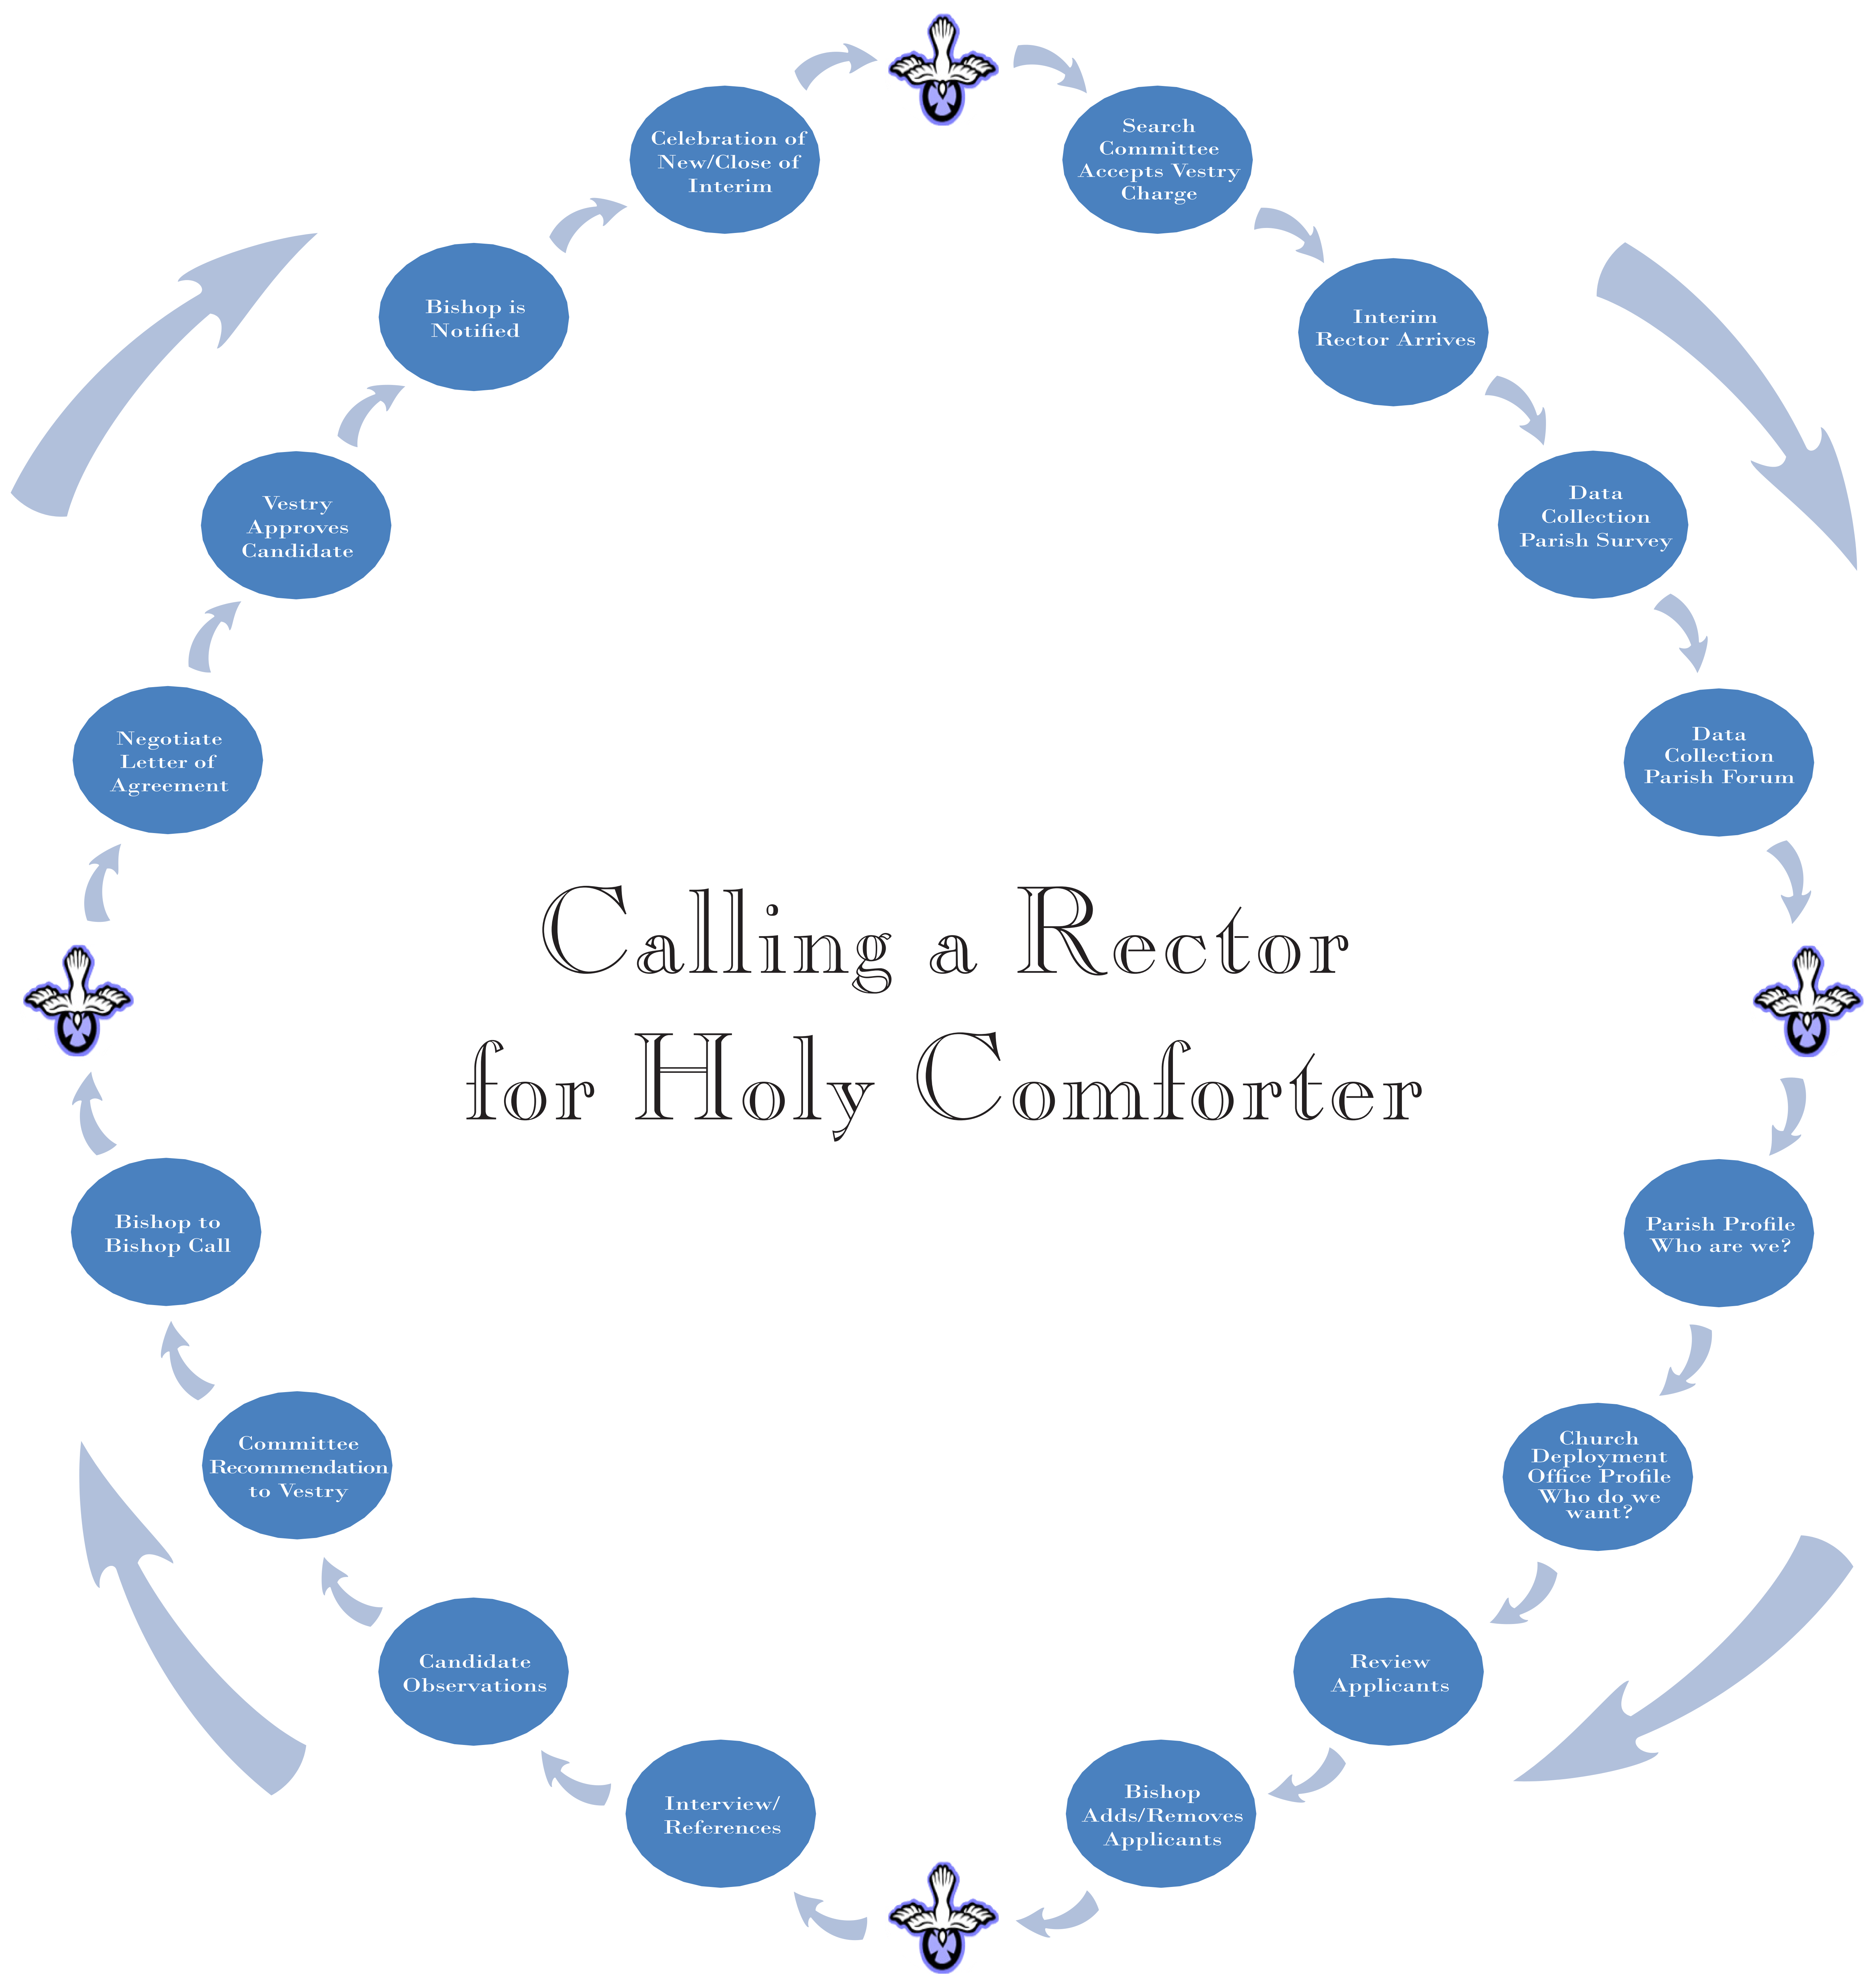 Calling a Rector
for Holy Comforter
Search
Committee
Accepts Vestry
Charge
Interim
Rector Arrives
Data
Collection
Parish Survey
Data
Collection
Parish Forum
Parish Profile
Who are we?
Church
Deployment
Office Profile
Who do we
want?
Review
Applicants
Bishop
Adds/Removes
Applicants
Interview/
References
Candidate
Observations
Committee
Recommendation
to Vestry
Bishop to
Bishop Call
Negotiate
Letter of
Agreement
Vestry
Approves
Candidate
Bishop is
Notified
Celebration of
New/Close of
Interim